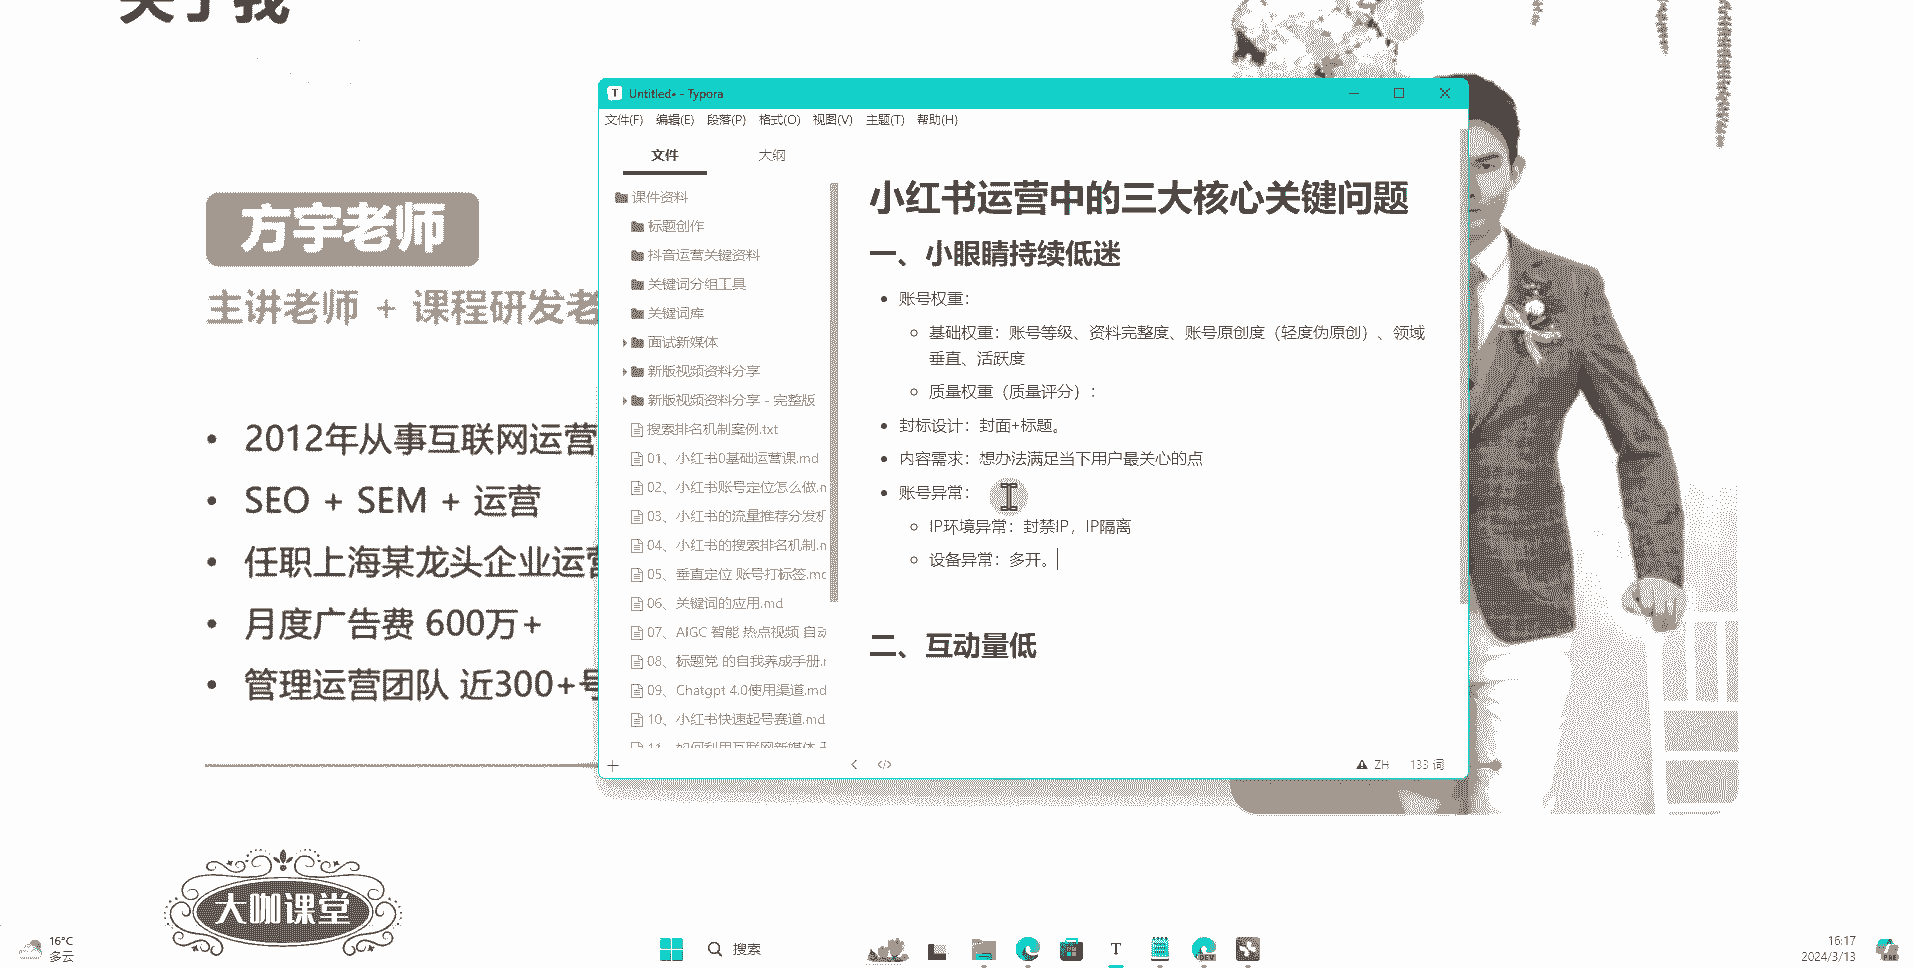 关于我
方宇老师
主讲老师 + 课程研发老
2012年从事互联网运营
SEO + SEM + 运营
任职上海某龙头企业运营
月度广告费 600万+
管理运营团队 近300+号
大咖课堂
Untitled• - Typora
文件(F) 编辑(E) 段落(P) 格式(O) 视图(V) 主题(T) 帮助(H)
文件 大纲
课件资料
标题创作
抖音运营关键资料
关键词分组工具
关键词库
面试新媒体
新版视频资料分享
新版视频资料分享 - 完整版
搜索排名机制案例.txt
01、小红书0基础运营课.md
02、小红书账号定位怎么做.n
03、小红书的流量推荐分发机
04、小红书的搜索排名机制.n
05、垂直定位 账号打标签.mc
06、关键词的应用.md
07、AIGC 智能 热点视频 自动
08、标题党 的自我养成手册.r
09、Chatgpt 4.0使用渠道.md
10、小红书快速起号赛道.md
11、如何利用互联网新媒体
小红书运营中的三大核心关键问题
一、小眼睛持续低迷
账号权重：
基础权重：账号等级、资料完整度、账号原创度（轻度伪原创）、领域
垂直、活跃度
质量权重（质量评分）：
封标设计：封面+标题。
内容需求：想办法满足当下用户最关心的点
账号异常：
IP环境异常：封禁IP，IP隔离
设备异常：多开。
二、互动量低
ZH 133 词
16°C
多云
搜索
T
DEV
16:17
2024/3/13
PRE